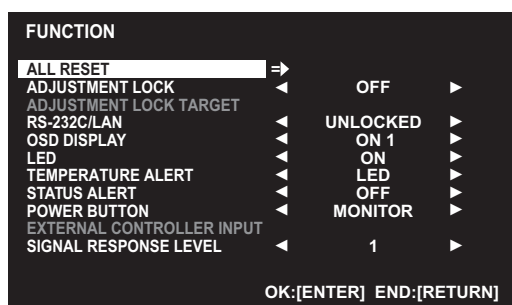 FUNCTION
ALL RESET
ADJUSTMENT LOCK OFF
ADJUSTMENT LOCK TARGET
RS-232C/LAN UNLOCKED
OSD DISPLAY ON 1
LED ON
TEMPERATURE ALERT LED
STATUS ALERT OFF
POWER BUTTON MONITOR
EXTERNAL CONTROLLER INPUT
SIGNAL RESPONSE LEVEL 1
OK:[ENTER] END:[RETURN]